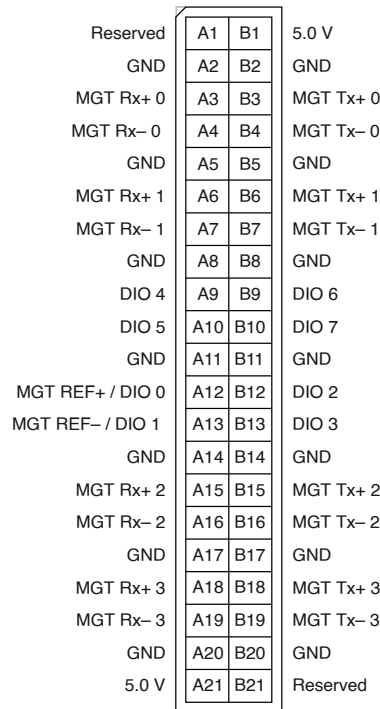 Reserved A1 B1 5.0 V
GND A2 B2 GND
MGT Rx+ 0 A3 B3 MGT Tx+ 0
MGT Rx– 0 A4 B4 MGT Tx– 0
GND A5 B5 GND
MGT Rx+ 1 A6 B6 MGT Tx+ 1
MGT Rx– 1 A7 B7 MGT Tx– 1
GND A8 B8 GND
DIO 4 A9 B9 DIO 6
DIO 5 A10 B10 DIO 7
GND A11 B11 GND
MGT REF+ / DIO 0 A12 B12 DIO 2
MGT REF– / DIO 1 A13 B13 DIO 3
GND A14 B14 GND
MGT Rx+ 2 A15 B15 MGT Tx+ 2
MGT Rx– 2 A16 B16 MGT Tx– 2
GND A17 B17 GND
MGT Rx+ 3 A18 B18 MGT Tx+ 3
MGT Rx– 3 A19 B19 MGT Tx– 3
GND A20 B20 GND
5.0 V A21 B21 Reserved